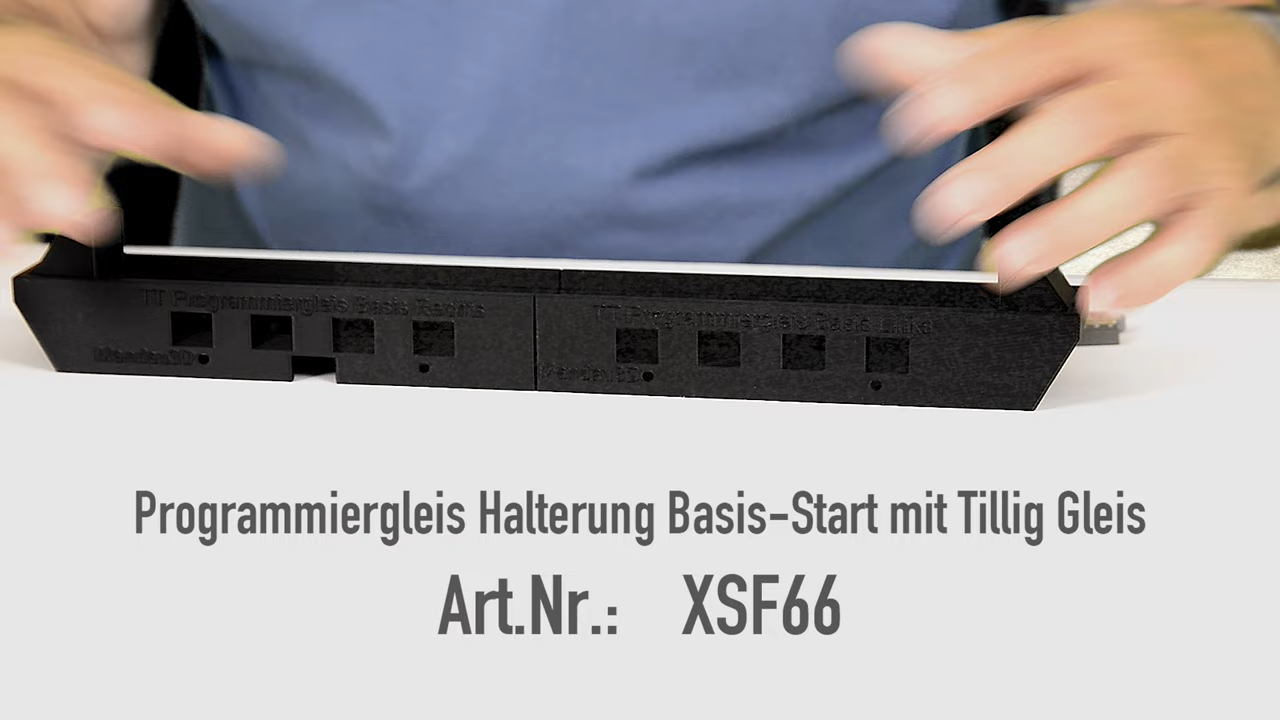 TT Programmiergleis Basis Rechts
TT Programmiergleis Basis Links
Programmiergleis Halterung Basis-Start mit Tillig Gleis
Art.Nr.: XSF66